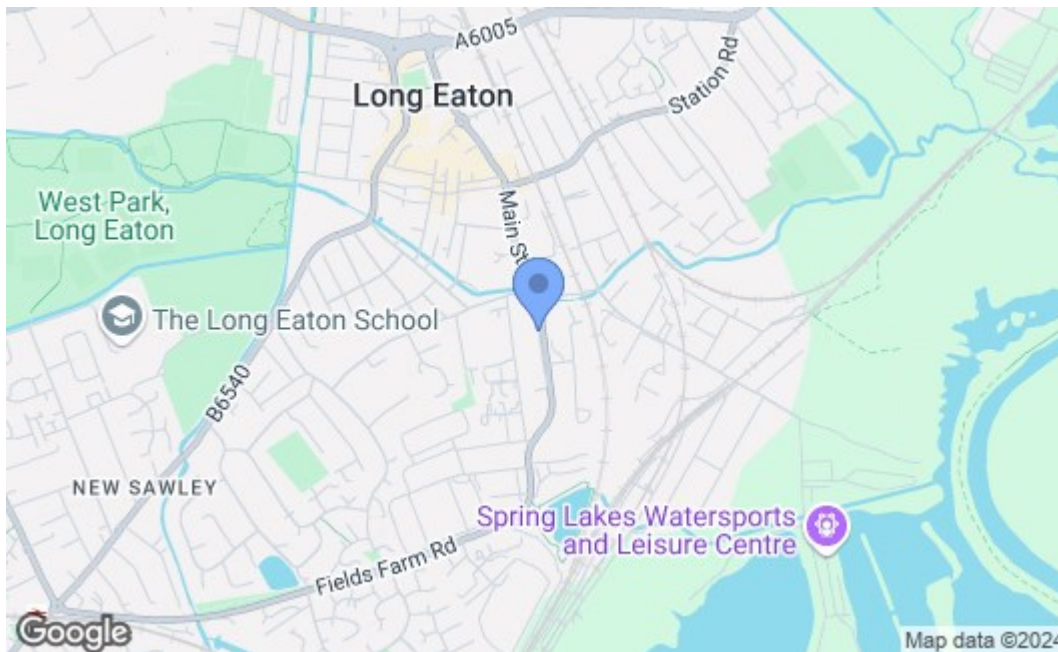 A6005
Long Eaton
Station Rd
West Park,
Long Eaton
Main St
The Long Eaton School
B6540
NEW SAWLEY
Spring Lakes Watersports
and Leisure Centre
Fields Farm Rd
Google
Map data ©2024